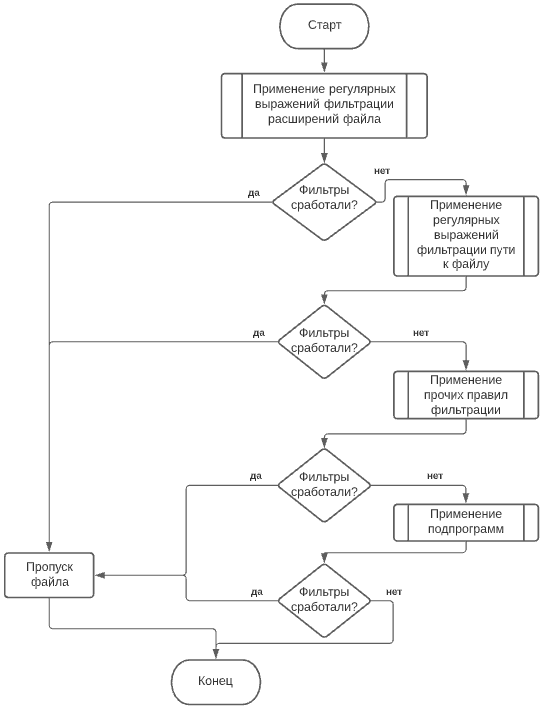 Старт
Применение регулярных
выражений фильтрации
расширений файла
Фильтры
сработали?
да
нет
Применение
регулярных
выражений
фильтрации пути
к файлу
Фильтры
сработали?
да
нет
Применение
прочих правил
фильтрации
Фильтры
сработали?
да
нет
Применение
подпрограмм
Пропуск
файла
Фильтры
сработали?
да
нет
Конец